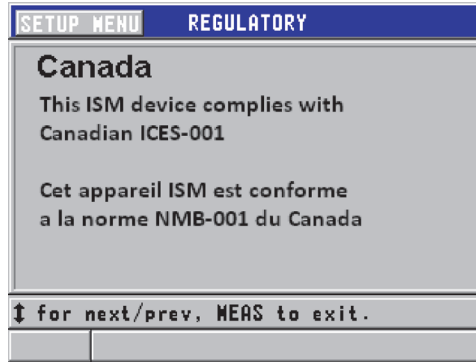 SETUP MENU REGULATORY
Canada
This ISM device complies with
Canadian ICES-001
Cet appareil ISM est conforme
a la norme NMB-001 du Canada
↕ for next/prev, MEAS to exit.